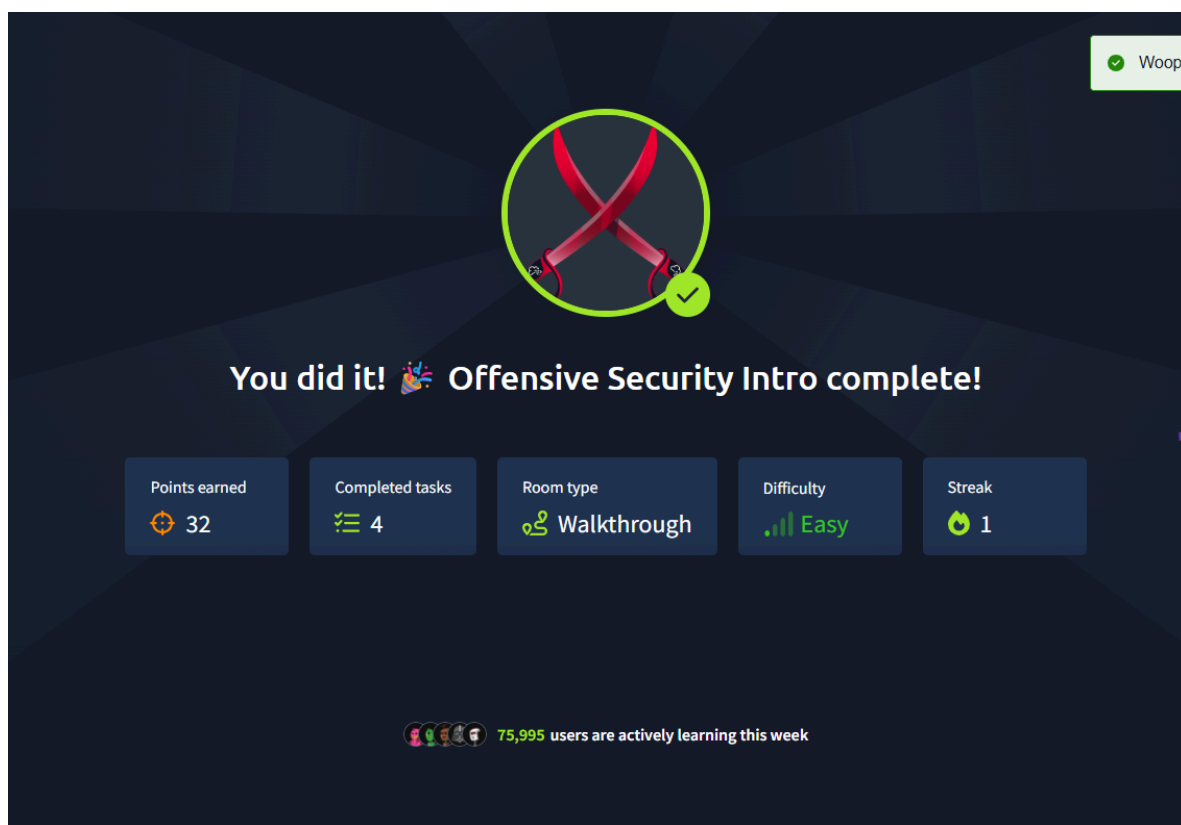 Woop
You did it! 🎉 Offensive Security Intro complete!
Points earned
32
Completed tasks
4
Room type
Walkthrough
Difficulty
Easy
Streak
1
75,995 users are actively learning this week